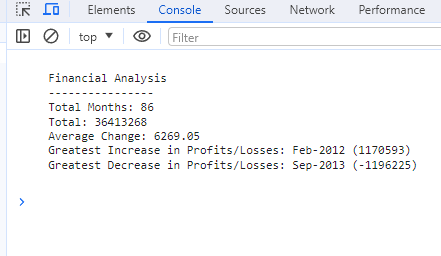 Elements Console Sources Network Performance
top Filter
Financial Analysis
----------------
Total Months: 86
Total: 36413268
Average Change: 6269.05
Greatest Increase in Profits/Losses: Feb-2012 (1170593)
Greatest Decrease in Profits/Losses: Sep-2013 (-1196225)
>